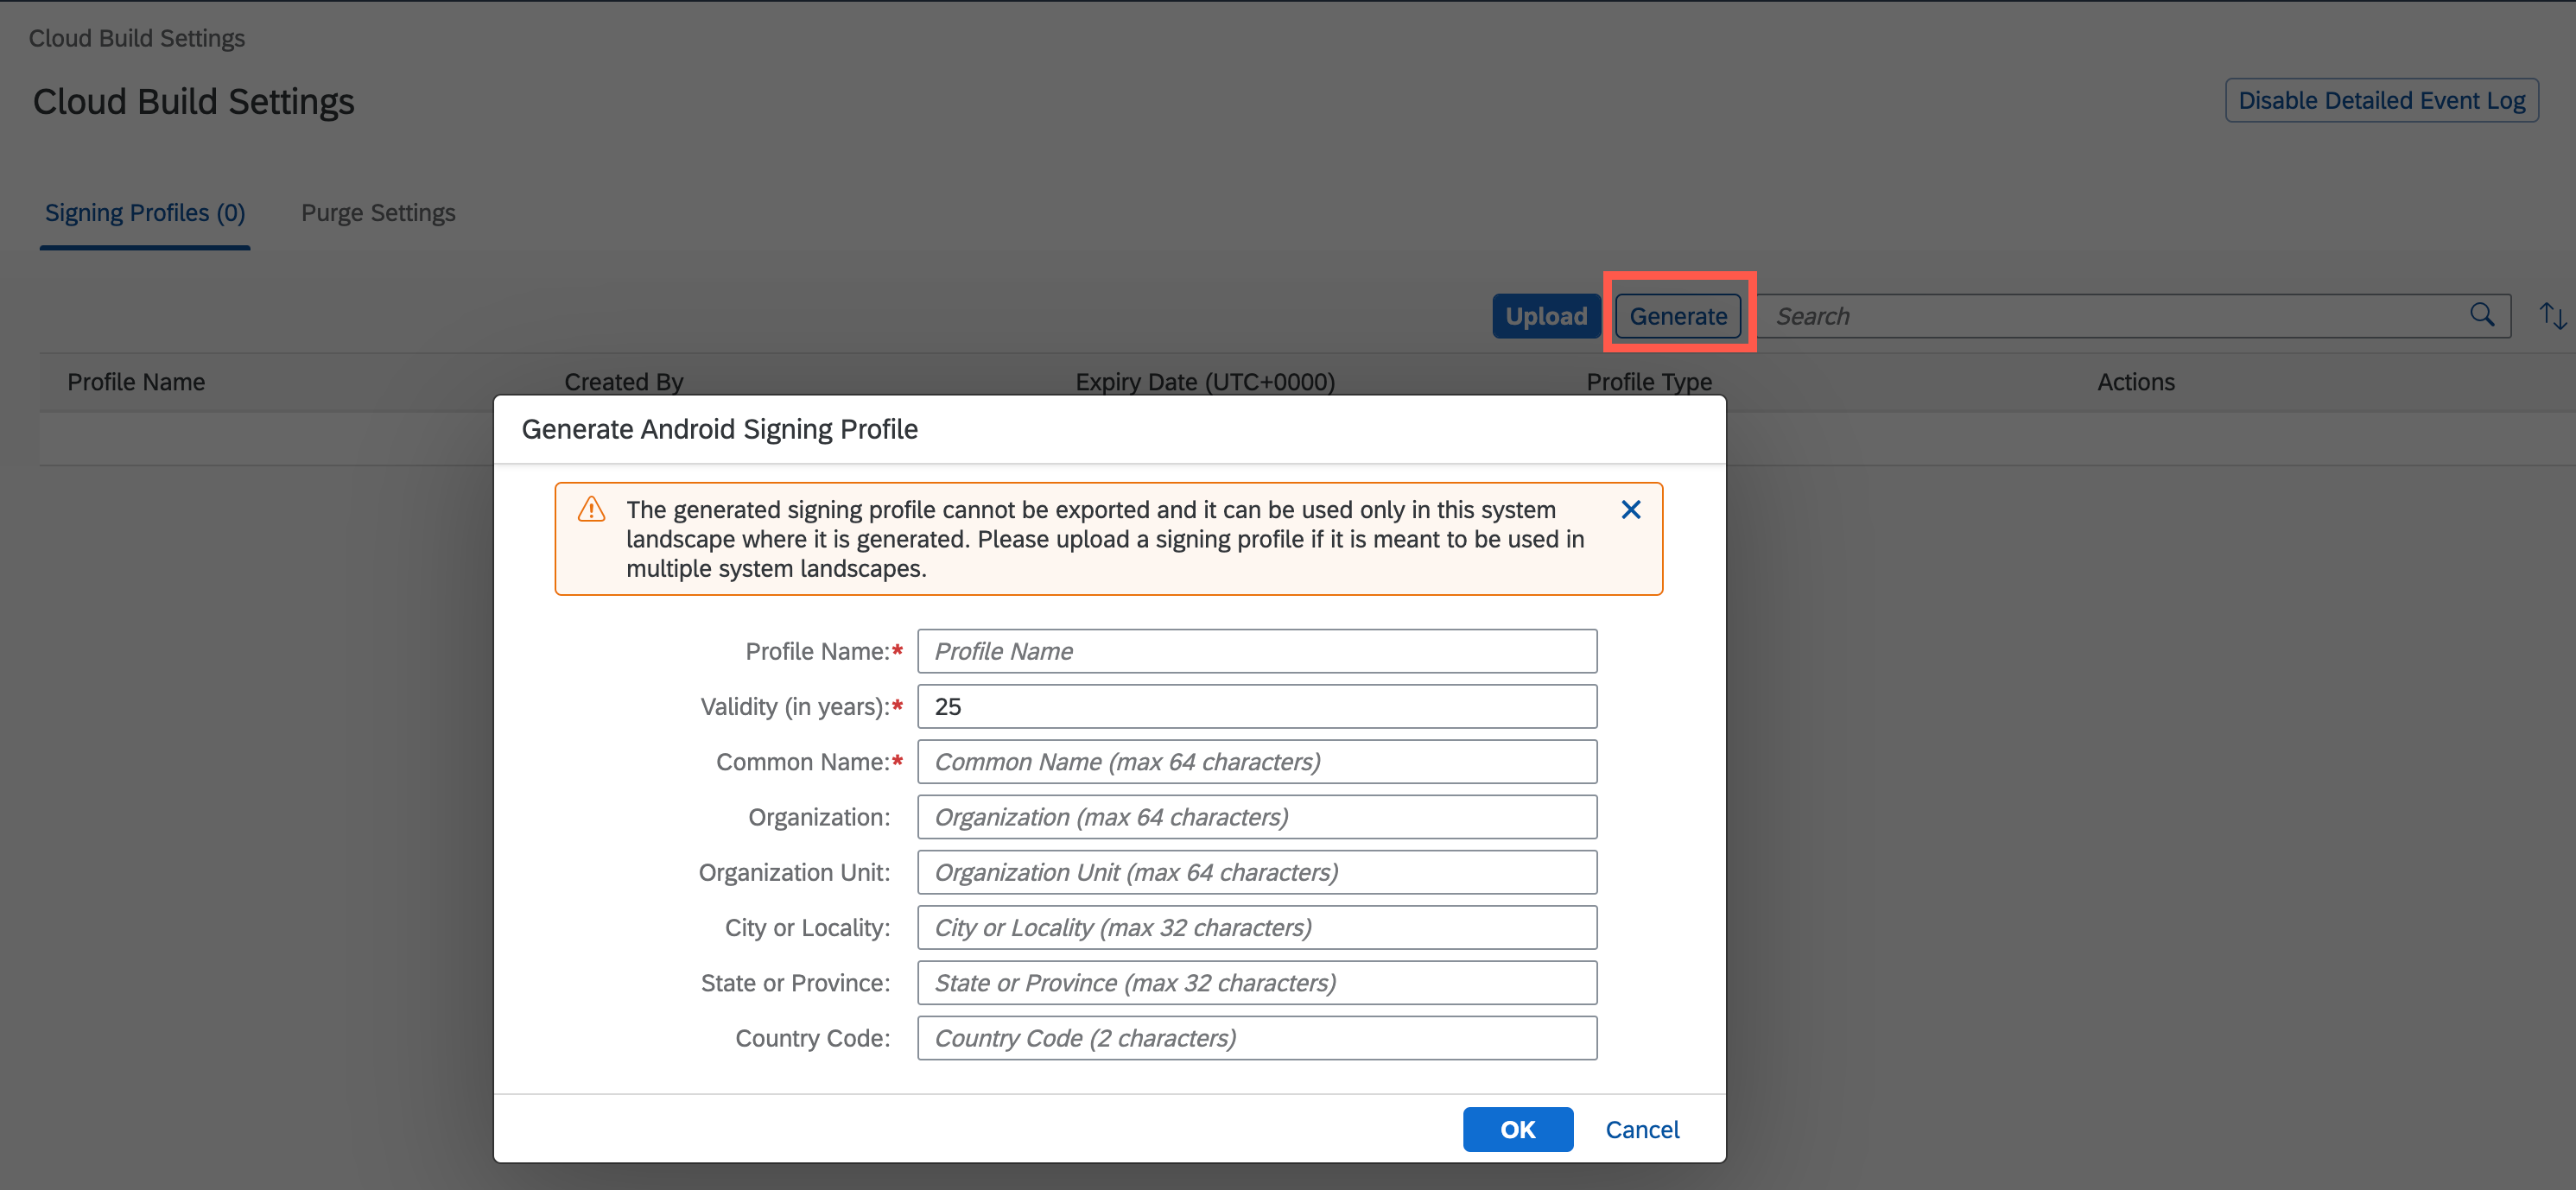 Cloud Build Settings
Cloud Build Settings
Disable Detailed Event Log
Signing Profiles (0)
Purge Settings
Upload
Generate
Search
Profile Name
Created By
Expiry Date (UTC+0000)
Profile Type
Actions
Generate Android Signing Profile
The generated signing profile cannot be exported and it can be used only in this system
landscape where it is generated. Please upload a signing profile if it is meant to be used in
multiple system landscapes.
Profile Name:* Profile Name
Validity (in years):* 25
Common Name:* Common Name (max 64 characters)
Organization: Organization (max 64 characters)
Organization Unit: Organization Unit (max 64 characters)
City or Locality: City or Locality (max 32 characters)
State or Province: State or Province (max 32 characters)
Country Code: Country Code (2 characters)
OK
Cancel